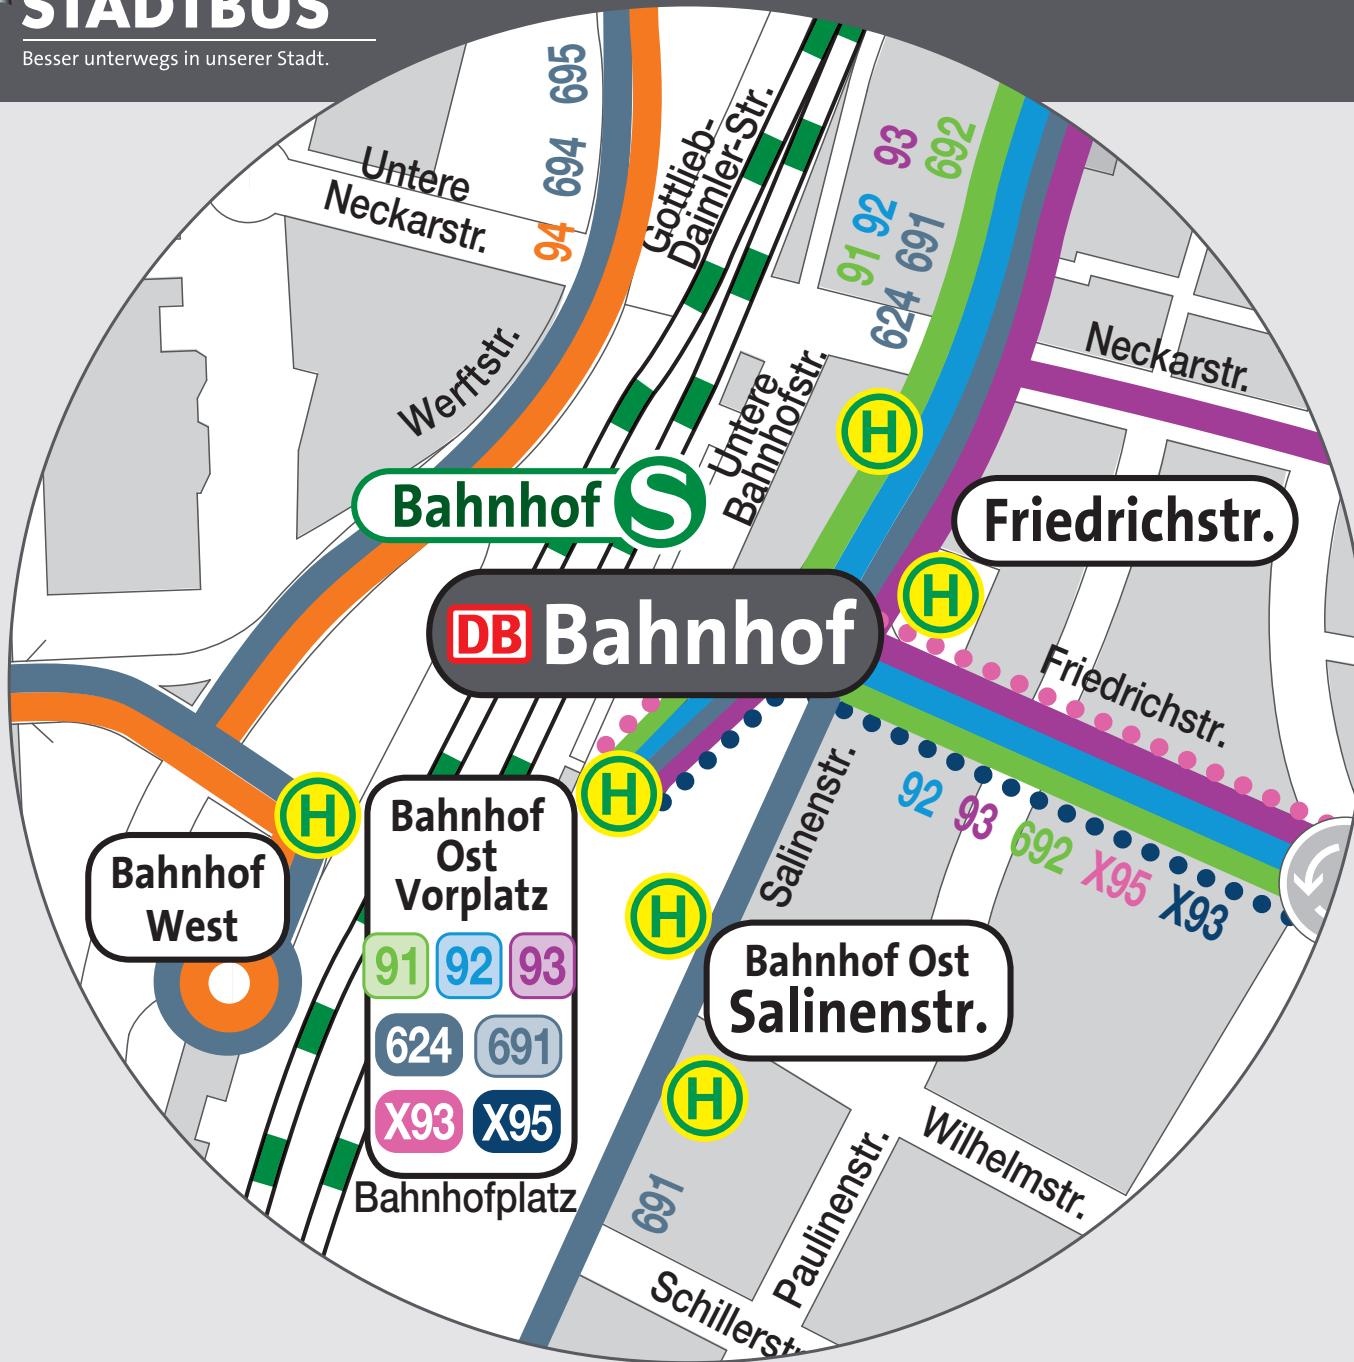 STADTBUS
Besser unterwegs in unserer Stadt.
695
694
94
Untere
Neckarstr.
Gottlieb-
Daimler-Str.
93
692
92
691
91
624
Werftstr.
Neckarstr.
Untere
Bahnhofstr.
H
Bahnhof S
Friedrichstr.
H
DB Bahnhof
Friedrichstr.
H
H
Bahnhof
West
Bahnhof
Ost
Vorplatz
91 92 93
624 691
X93 X95
Bahnhofplatz
Salinenstr.
92
93
692
X95
X93
H
Bahnhof Ost
Salinenstr.
H
691
Wilhelmstr.
Paulinenstr.
Schillerstr.